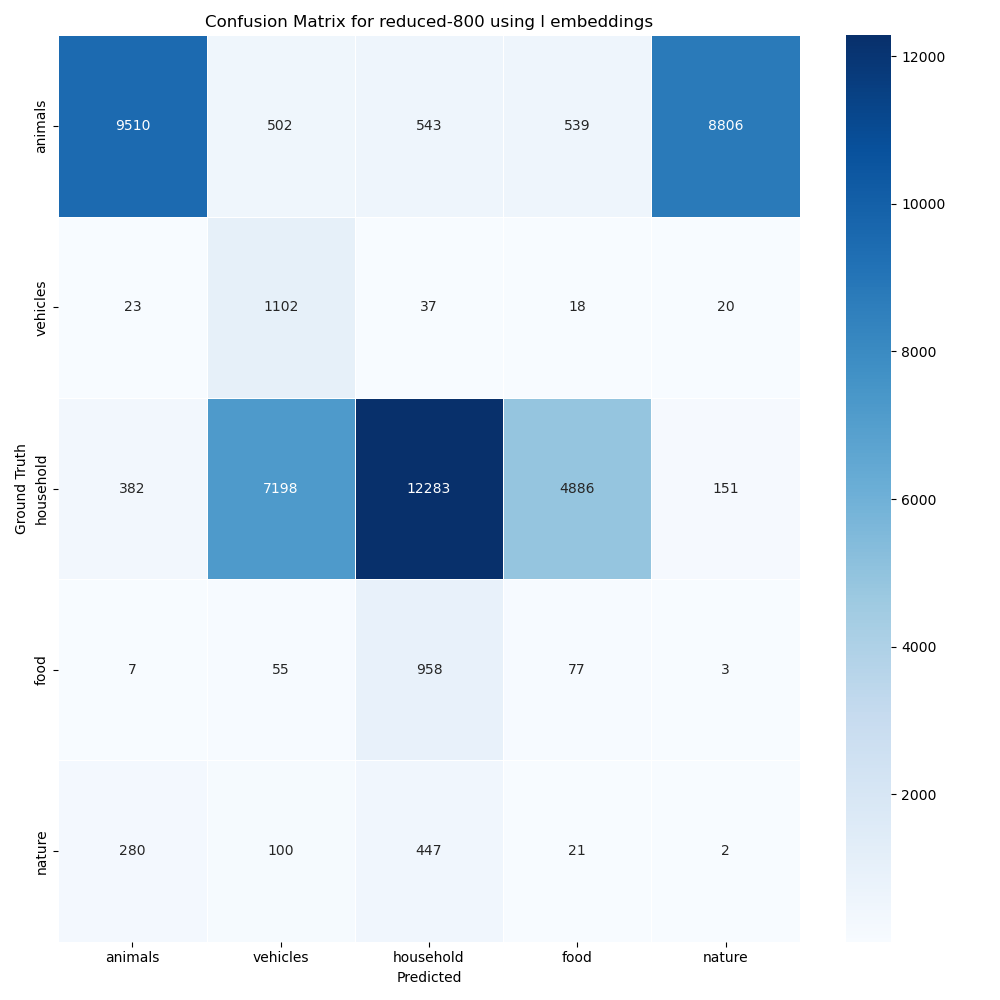 Confusion Matrix for reduced-800 using I embeddings
animals 9510 502 543 539 8806
vehicles 23 1102 37 18 20
household 382 7198 12283 4886 151
food 7 55 958 77 3
nature 280 100 447 21 2
animals vehicles household food nature
Predicted
Ground Truth
12000
10000
8000
6000
4000
2000